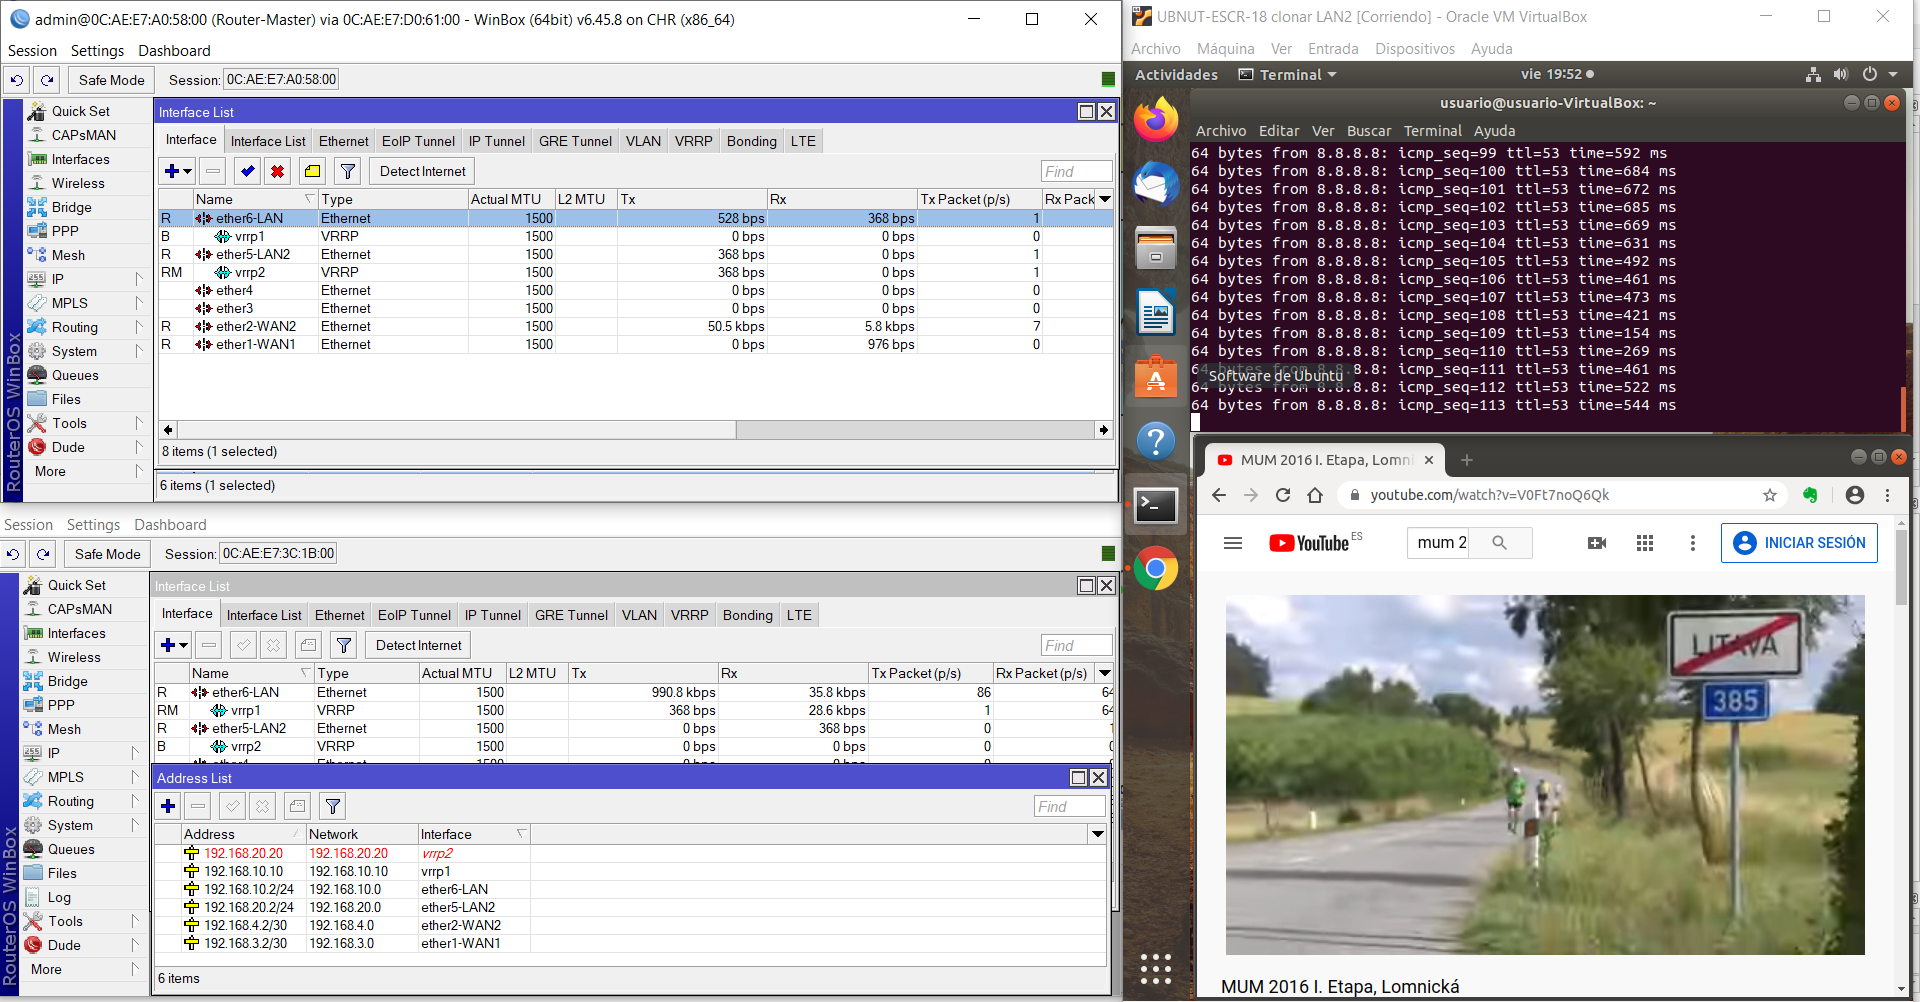 admin@0C:AE:E7:A0:58:00 (Router-Master) via 0C:AE:E7:D0:61:00 - WinBox (64bit) v6.45.8 on CHR (x86_64)
Session Settings Dashboard
Safe Mode Session: 0C:AE:E7:A0:58:00
RouterOS WinBox
Quick Set
CAPsMAN
Interfaces
Wireless
Bridge
PPP
Mesh
IP
MPLS
Routing
System
Queues
Files
Tools
Dude
More
Interface List
Interface Interface List Ethernet EoIP Tunnel IP Tunnel GRE Tunnel VLAN VRRP Bonding LTE
Detect Internet Find
Name Type Actual MTU L2 MTU Tx Rx Tx Packet (p/s) Rx Pack
R ether6-LAN Ethernet 1500 528 bps 368 bps 1
B vrrp1 VRRP 1500 0 bps 0 bps 0
R ether5-LAN2 Ethernet 1500 368 bps 0 bps 1
RM vrrp2 VRRP 1500 368 bps 0 bps 1
ether4 Ethernet 1500 0 bps 0 bps 0
ether3 Ethernet 1500 0 bps 0 bps 0
R ether2-WAN2 Ethernet 1500 50.5 kbps 5.8 kbps 7
R ether1-WAN1 Ethernet 1500 0 bps 976 bps 0
8 items (1 selected)
6 items (1 selected)
Session Settings Dashboard
Safe Mode Session: 0C:AE:E7:3C:1B:00
RouterOS WinBox
Quick Set
CAPsMAN
Interfaces
Wireless
Bridge
PPP
Mesh
IP
MPLS
Routing
System
Queues
Files
Log
Tools
Dude
More
Interface List
Interface Interface List Ethernet EoIP Tunnel IP Tunnel GRE Tunnel VLAN VRRP Bonding LTE
Detect Internet Find
Name Type Actual MTU L2 MTU Tx Rx Tx Packet (p/s) Rx Packet (p/s)
R ether6-LAN Ethernet 1500 990.8 kbps 35.8 kbps 86 64
RM vrrp1 VRRP 1500 368 bps 28.6 kbps 1 64
R ether5-LAN2 Ethernet 1500 0 bps 368 bps 0 1
B vrrp2 VRRP 1500 0 bps 0 bps 0 0
Address List
Find
Address Network Interface
192.168.20.20 192.168.20.20 vrrp2
192.168.10.10 192.168.10.10 vrrp1
192.168.10.2/24 192.168.10.0 ether6-LAN
192.168.20.2/24 192.168.20.0 ether5-LAN2
192.168.4.2/30 192.168.4.0 ether2-WAN2
192.168.3.2/30 192.168.3.0 ether1-WAN1
6 items
UBNUT-ESCR-18 clonar LAN2 [Corriendo] - Oracle VM VirtualBox
Archivo Máquina Ver Entrada Dispositivos Ayuda
Actividades Terminal vie 19:52
usuario@usuario-VirtualBox: ~
Archivo Editar Ver Buscar Terminal Ayuda
64 bytes from 8.8.8.8: icmp_seq=99 ttl=53 time=592 ms
64 bytes from 8.8.8.8: icmp_seq=100 ttl=53 time=684 ms
64 bytes from 8.8.8.8: icmp_seq=101 ttl=53 time=672 ms
64 bytes from 8.8.8.8: icmp_seq=102 ttl=53 time=685 ms
64 bytes from 8.8.8.8: icmp_seq=103 ttl=53 time=669 ms
64 bytes from 8.8.8.8: icmp_seq=104 ttl=53 time=631 ms
64 bytes from 8.8.8.8: icmp_seq=105 ttl=53 time=492 ms
64 bytes from 8.8.8.8: icmp_seq=106 ttl=53 time=461 ms
64 bytes from 8.8.8.8: icmp_seq=107 ttl=53 time=473 ms
64 bytes from 8.8.8.8: icmp_seq=108 ttl=53 time=421 ms
64 bytes from 8.8.8.8: icmp_seq=109 ttl=53 time=154 ms
64 bytes from 8.8.8.8: icmp_seq=110 ttl=53 time=269 ms
64 bytes from 8.8.8.8: icmp_seq=111 ttl=53 time=461 ms
Software de Ubuntu
64 bytes from 8.8.8.8: icmp_seq=112 ttl=53 time=522 ms
64 bytes from 8.8.8.8: icmp_seq=113 ttl=53 time=544 ms
MUM 2016 I. Etapa, Lomni
youtube.com/watch?v=V0Ft7noQ6Qk
YouTube ES mum 2 INICIAR SESIÓN
LITAVA
385
MUM 2016 I. Etapa, Lomnická